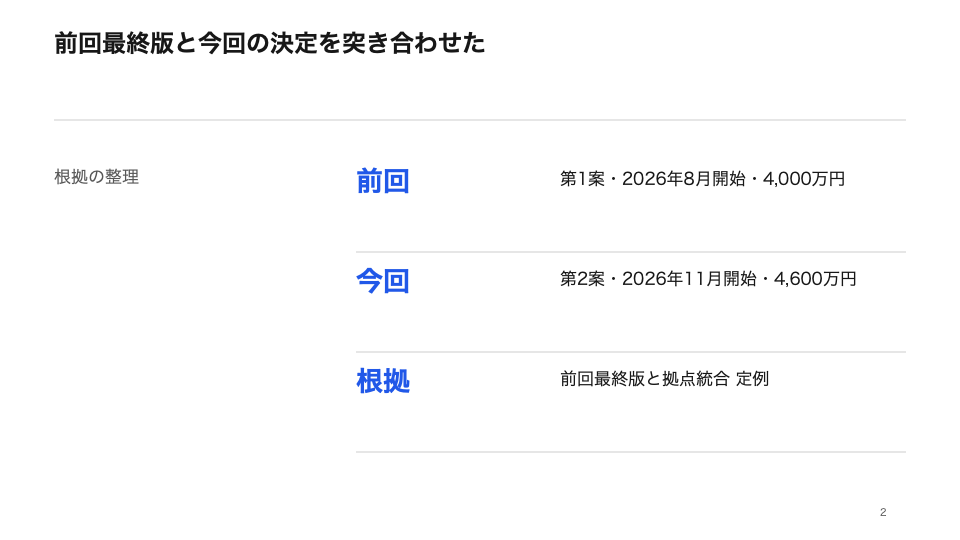 前回最終版と今回の決定を突き合わせた
根拠の整理
前回
第1案・2026年8月開始・4,000万円
今回
第2案・2026年11月開始・4,600万円
根拠
前回最終版と拠点統合 定例
2